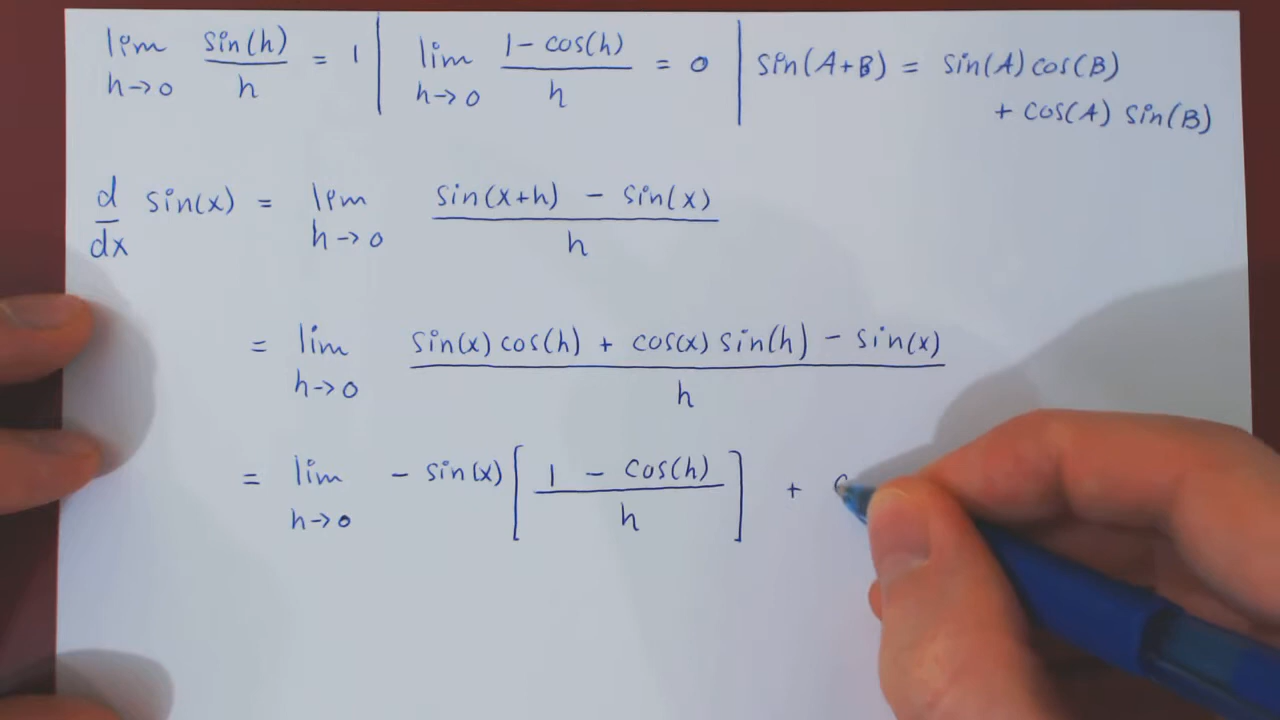 lim h→0 sin(h)/h = 1 | lim h→0 1 - cos(h)/h = 0 | sin(A+B) = sin(A) cos(B)
+ cos(A) sin(B)
d/dx sin(x) = lim h→0 sin(x+h) - sin(x)/h
= lim h→0 sin(x) cos(h) + cos(x) sin(h) - sin(x)/h
= lim h→0 - sin(x) [1 - cos(h)/h] + c